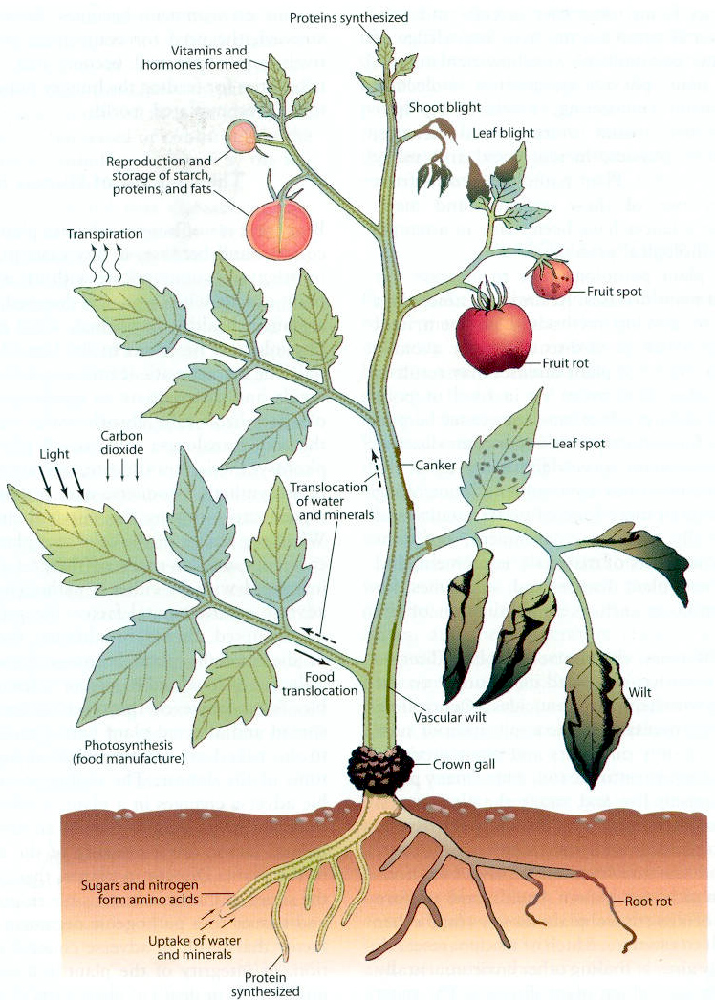 Proteins synthesized
Vitamins and
hormones formed
Shoot blight
Leaf blight
Reproduction and
storage of starch,
proteins, and fats
Transpiration
Fruit spot
Fruit rot
Light
Carbon
dioxide
Leaf spot
Canker
Translocation
of water
and minerals
Food
translocation
Wilt
Vascular wilt
Photosynthesis
(food manufacture)
Crown gall
Sugars and nitrogen
form amino acids
Root rot
Uptake of water
and minerals
Protein
synthesized